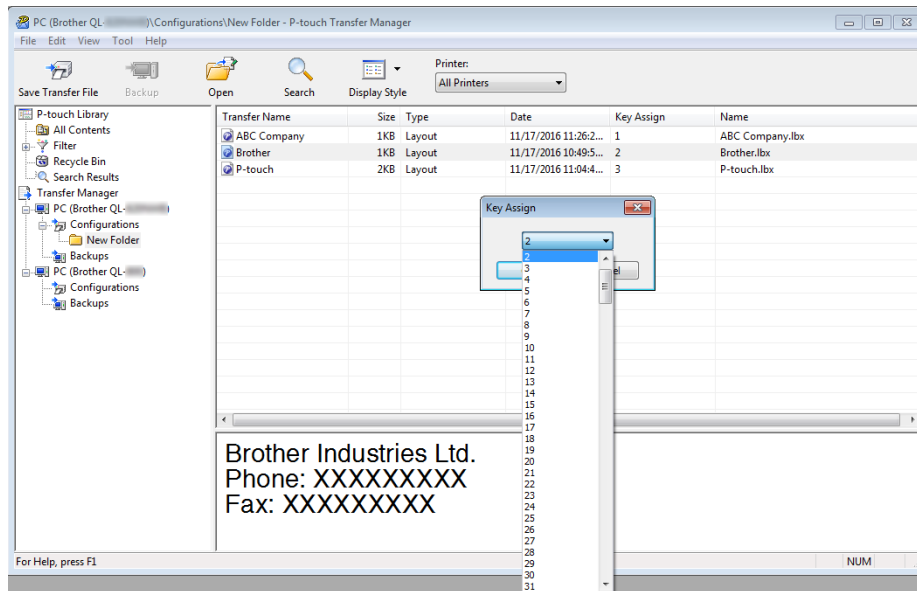 PC (Brother QL-        )\Configurations\New Folder - P-touch Transfer Manager
File Edit View Tool Help
Printer:
All Printers
Save Transfer File Backup Open Search Display Style
P-touch Library
All Contents
Filter
Recycle Bin
Search Results
Transfer Manager
PC (Brother QL-        )
Configurations
New Folder
Backups
PC (Brother QL-    )
Configurations
Backups
Transfer Name Size Type Date Key Assign Name
ABC Company 1KB Layout 11/17/2016 11:26:2... 1 ABC Company.lbx
Brother 1KB Layout 11/17/2016 10:49:5... 2 Brother.lbx
P-touch 2KB Layout 11/17/2016 11:04:4... 3 P-touch.lbx
Key Assign
2
2
3
4
5
6
7
8
9
10
11
12
13
14
15
16
17
18
19
20
21
22
23
24
25
26
27
28
29
30
31
Brother Industries Ltd.
Phone: XXXXXXXXX
Fax: XXXXXXXXX
For Help, press F1 NUM